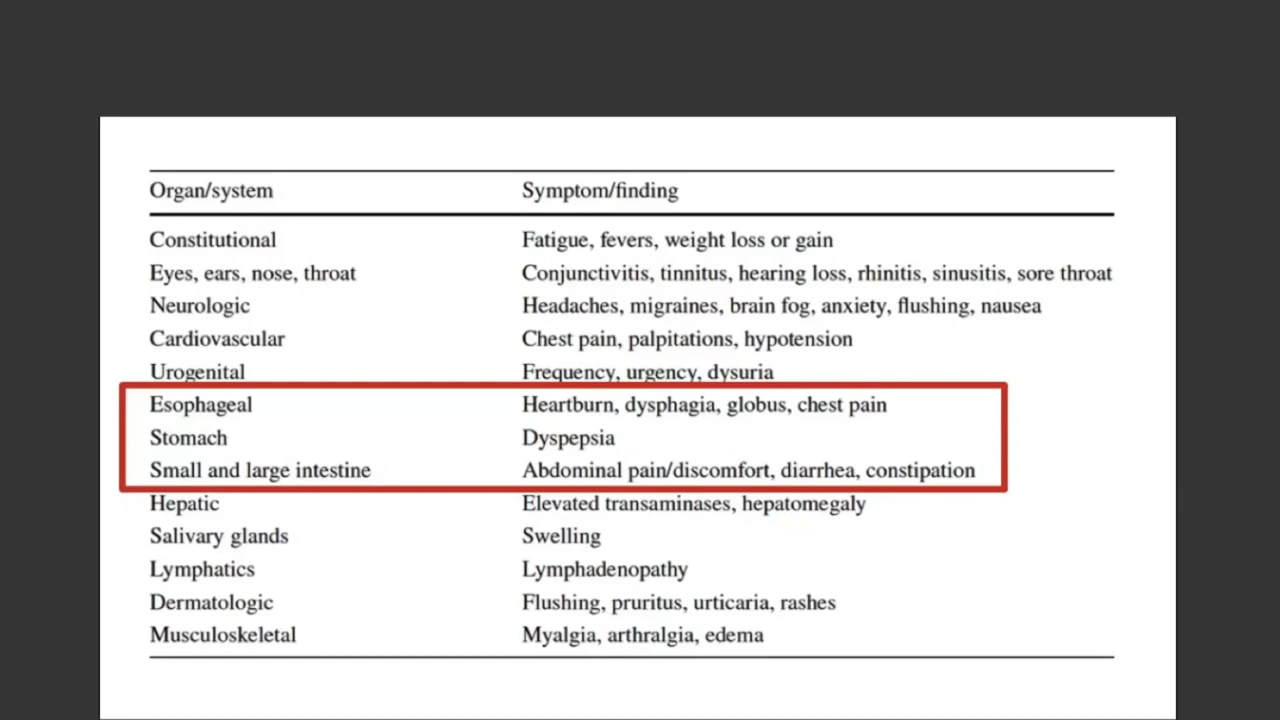 Organ/system Symptom/finding
Constitutional Fatigue, fevers, weight loss or gain
Eyes, ears, nose, throat Conjunctivitis, tinnitus, hearing loss, rhinitis, sinusitis, sore throat
Neurologic Headaches, migraines, brain fog, anxiety, flushing, nausea
Cardiovascular Chest pain, palpitations, hypotension
Urogenital Frequency, urgency, dysuria
Esophageal Heartburn, dysphagia, globus, chest pain
Stomach Dyspepsia
Small and large intestine Abdominal pain/discomfort, diarrhea, constipation
Hepatic Elevated transaminases, hepatomegaly
Salivary glands Swelling
Lymphatics Lymphadenopathy
Dermatologic Flushing, pruritus, urticaria, rashes
Musculoskeletal Myalgia, arthralgia, edema